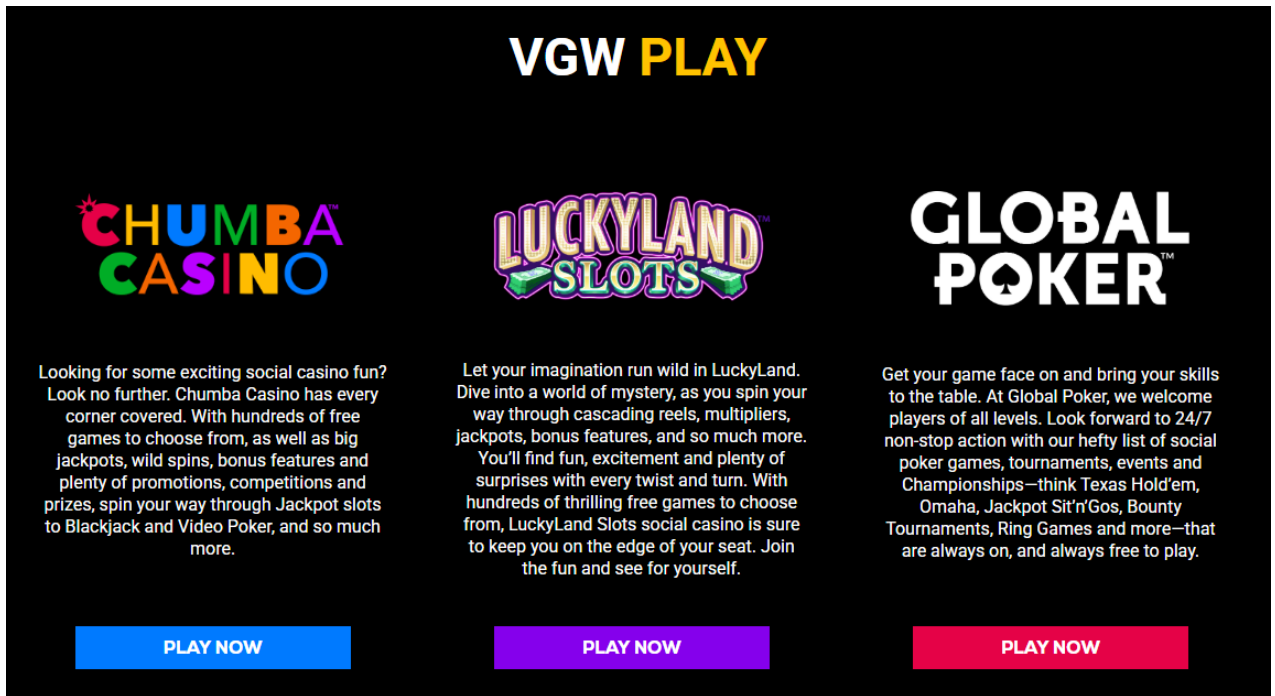 VGW PLAY
CHUMBA™
CASINO
Looking for some exciting social casino fun?
Look no further. Chumba Casino has every
corner covered. With hundreds of free
games to choose from, as well as big
jackpots, wild spins, bonus features and
plenty of promotions, competitions and
prizes, spin your way through Jackpot slots
to Blackjack and Video Poker, and so much
more.
PLAY NOW
LUCKYLAND™
SLOTS
Let your imagination run wild in LuckyLand.
Dive into a world of mystery, as you spin your
way through cascading reels, multipliers,
jackpots, bonus features, and so much more.
You’ll find fun, excitement and plenty of
surprises with every twist and turn. With
hundreds of thrilling free games to choose
from, LuckyLand Slots social casino is sure
to keep you on the edge of your seat. Join
the fun and see for yourself.
PLAY NOW
GLOBAL
POKER™
Get your game face on and bring your skills
to the table. At Global Poker, we welcome
players of all levels. Look forward to 24/7
non-stop action with our hefty list of social
poker games, tournaments, events and
Championships—think Texas Hold’em,
Omaha, Jackpot Sit’n’Gos, Bounty
Tournaments, Ring Games and more—that
are always on, and always free to play.
PLAY NOW